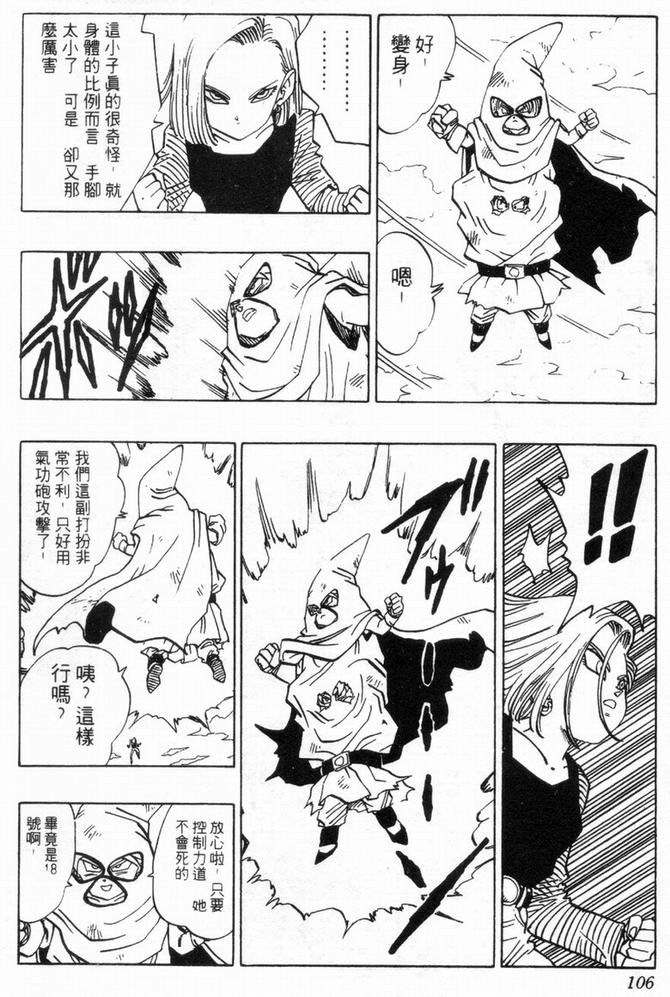 好，
變身，
嗯，
…………
這小子真的很奇怪，就
身體的比例而言 手腳
太小了 可是 卻又那
麼厲害
!!
我們這副打扮非
常不利，只好用
氣功砲攻擊了，
咦？這樣
行嗎？
放心啦，只要
控制力道 她
不會死的
畢竟是18
號啊，
106